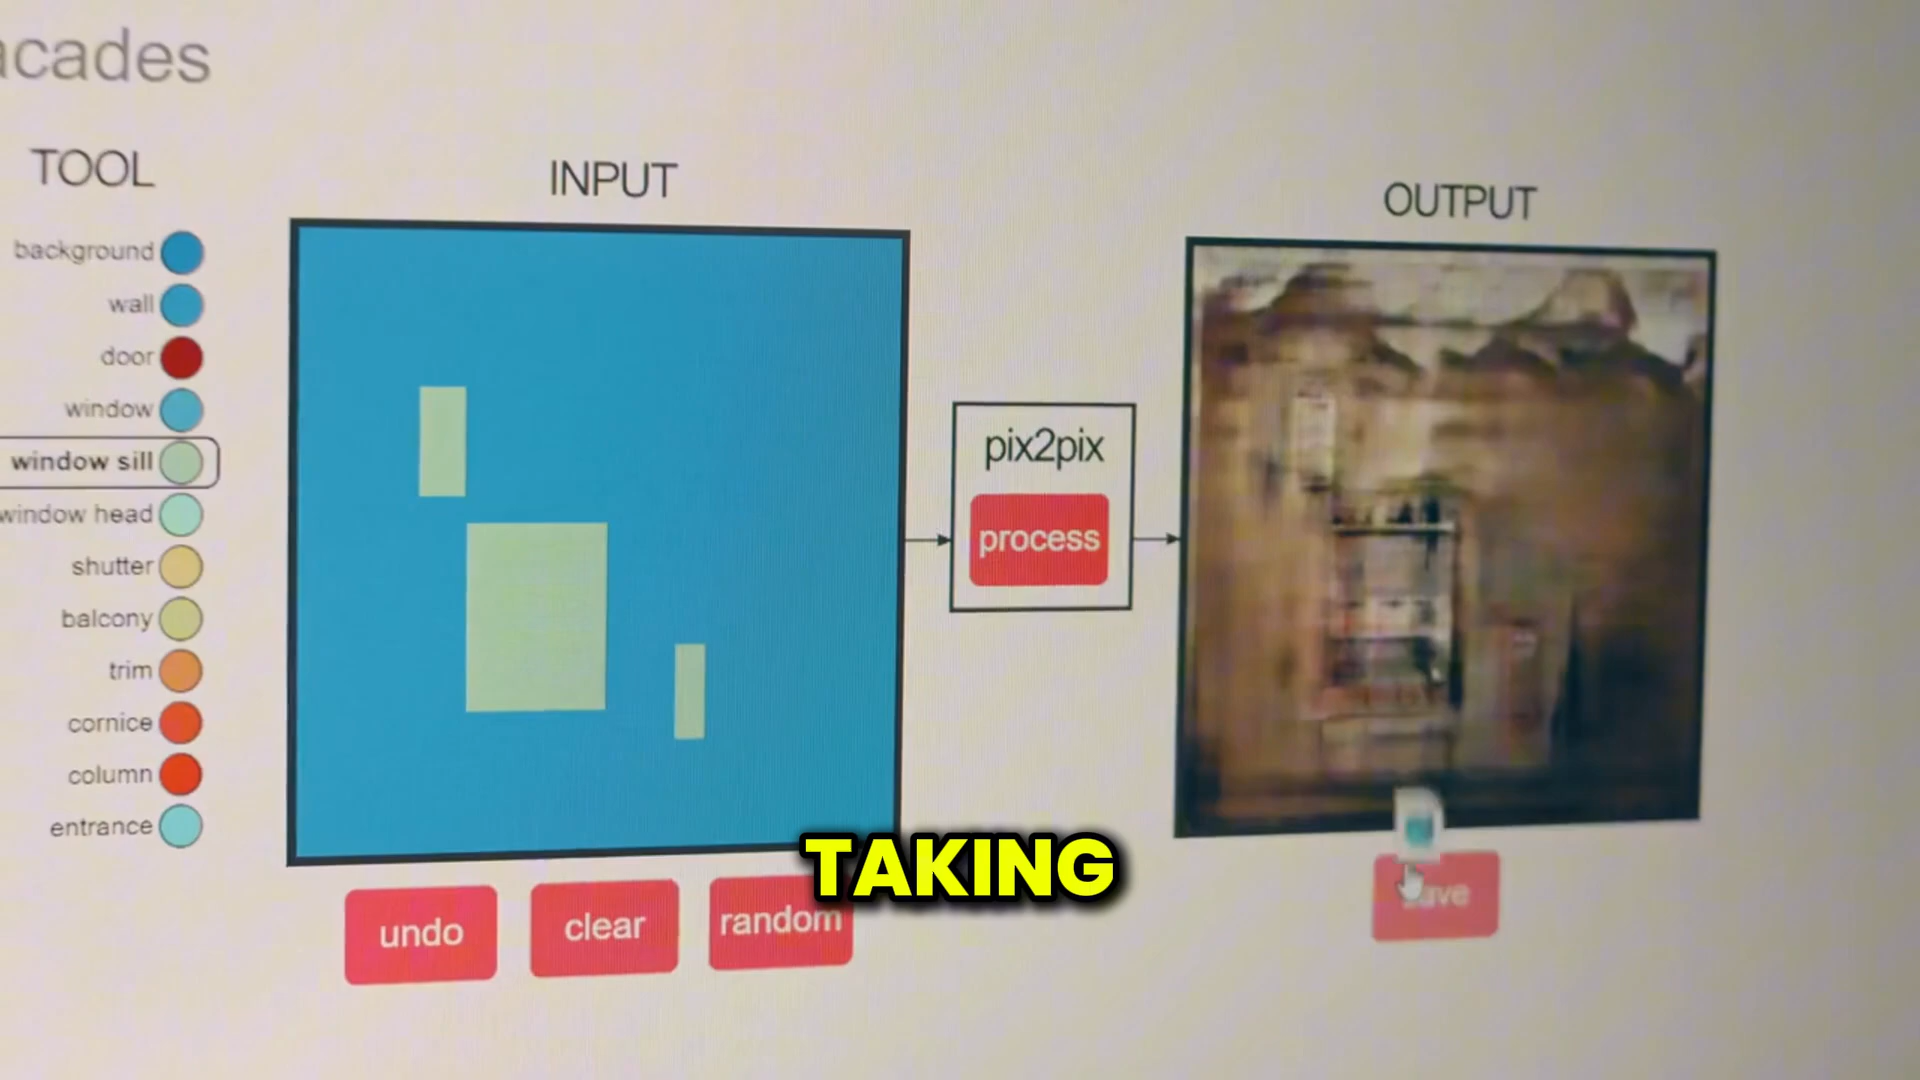 acades
TOOL
background
wall
door
window
window sill
window head
shutter
balcony
trim
cornice
column
entrance
INPUT
undo
clear
random
pix2pix
process
OUTPUT
TAKING